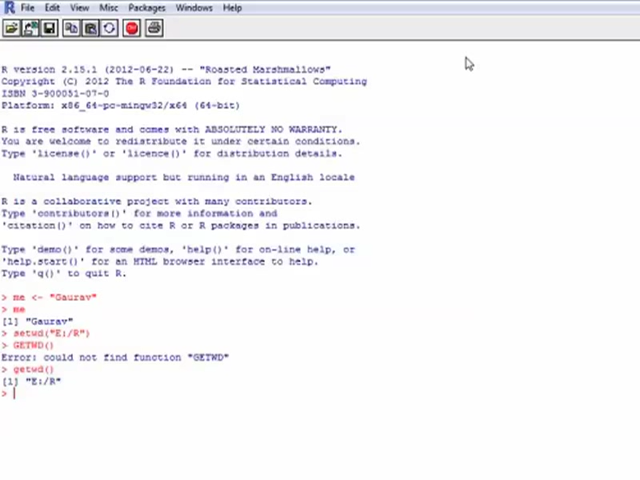 File Edit View Misc Packages Windows Help
R version 2.15.1 (2012-06-22) -- "Roasted Marshmallows"
Copyright (C) 2012 The R Foundation for Statistical Computing
ISBN 3-900051-07-0
Platform: x86_64-pc-mingw32/x64 (64-bit)
R is free software and comes with ABSOLUTELY NO WARRANTY.
You are welcome to redistribute it under certain conditions.
Type 'license()' or 'licence()' for distribution details.
Natural language support but running in an English locale
R is a collaborative project with many contributors.
Type 'contributors()' for more information and
'citation()' on how to cite R or R packages in publications.
Type 'demo()' for some demos, 'help()' for on-line help, or
'help.start()' for an HTML browser interface to help.
Type 'q()' to quit R.
> me <- "Gaurav"
> me
[1] "Gaurav"
> setwd("E:/R")
> GETWD()
Error: could not find function "GETWD"
> getwd()
[1] "E:/R"
>